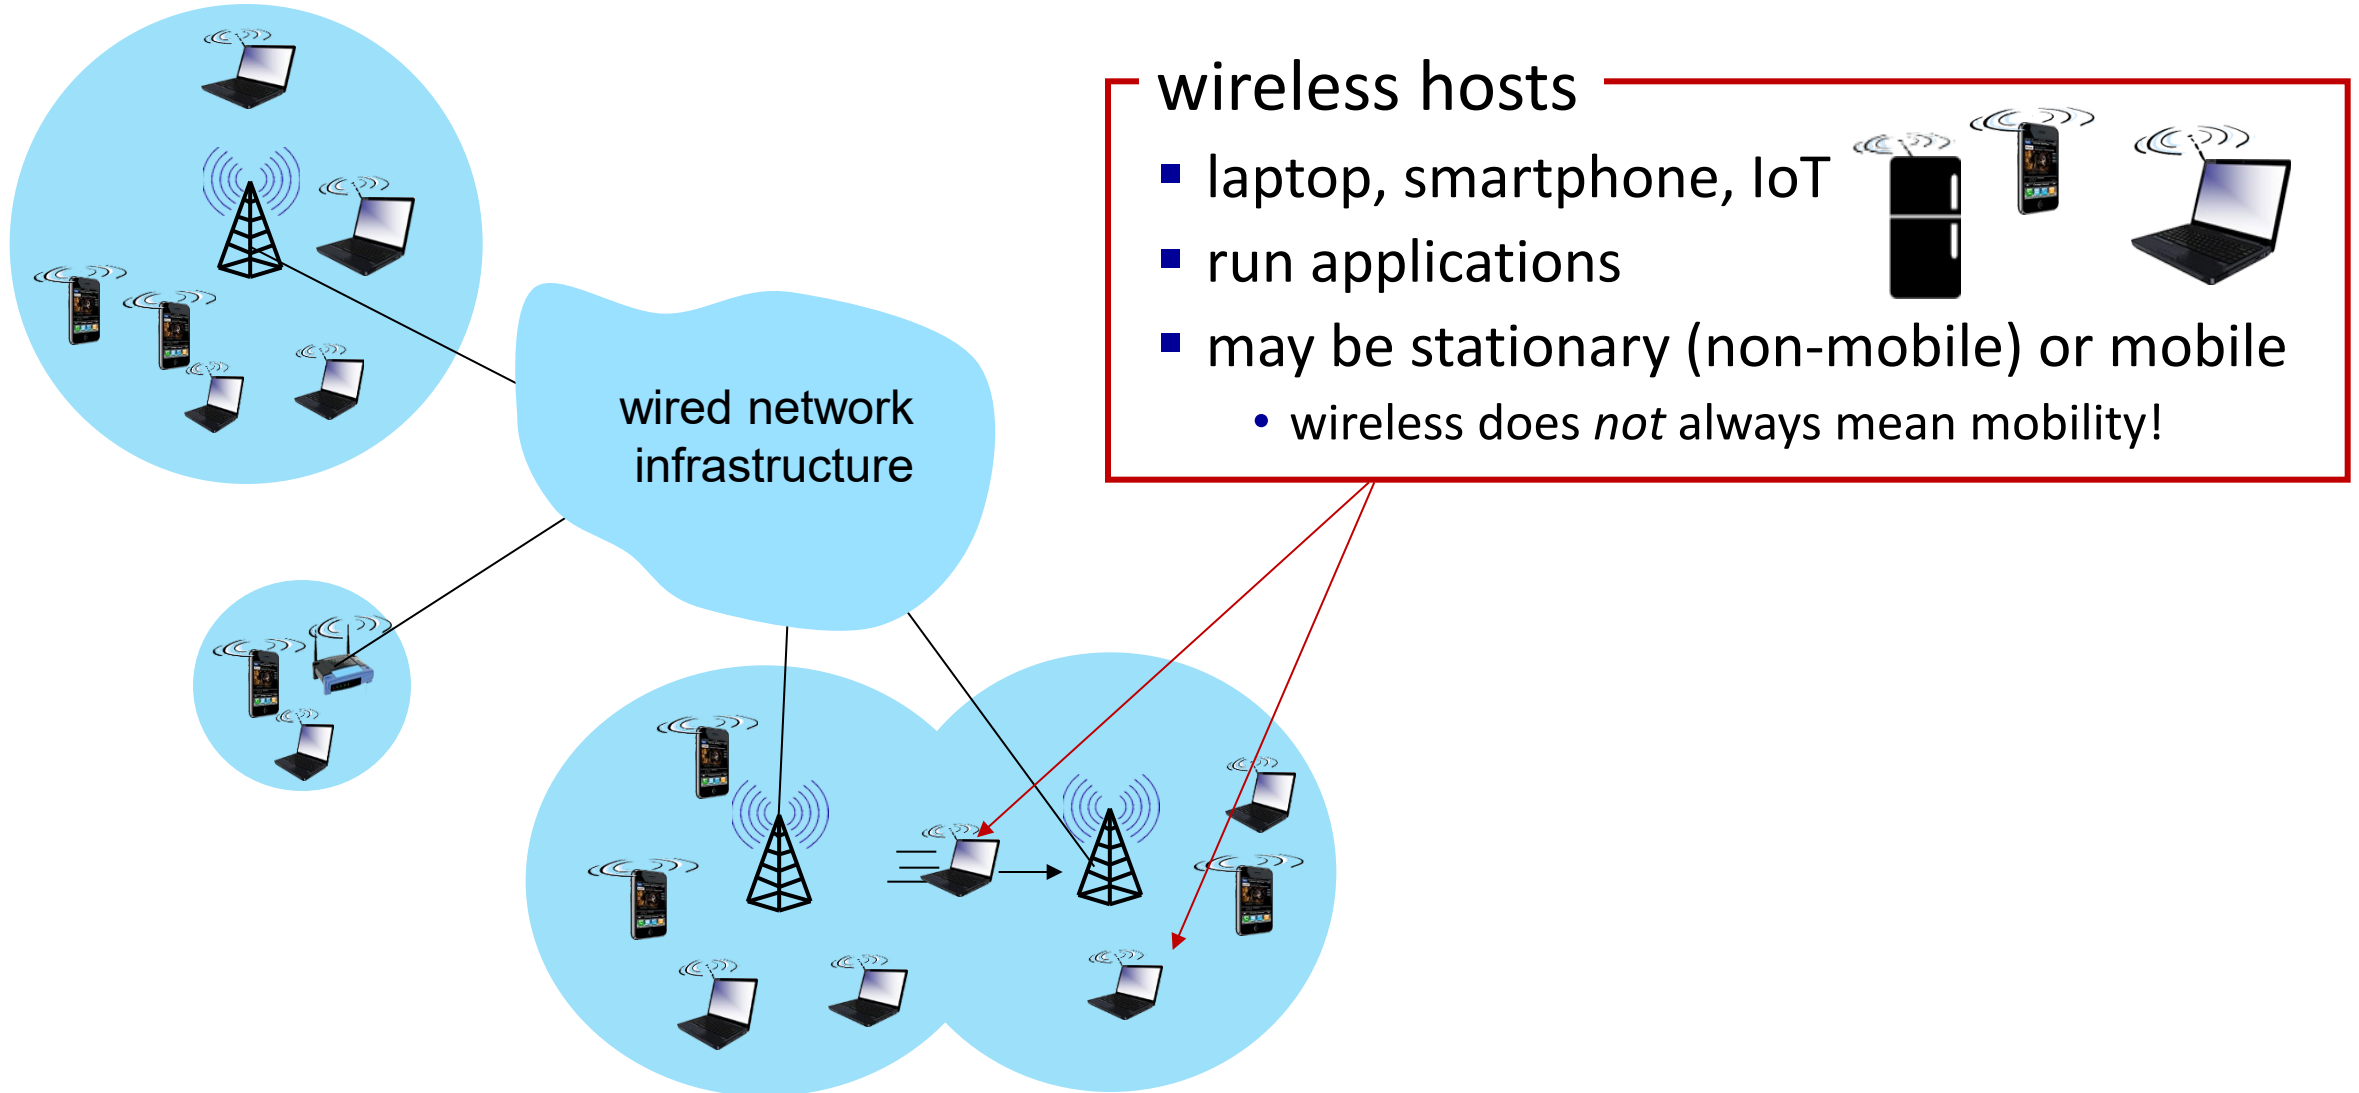 wireless hosts
laptop, smartphone, IoT
run applications
may be stationary (non-mobile) or mobile
wireless does not always mean mobility!
wired network
infrastructure